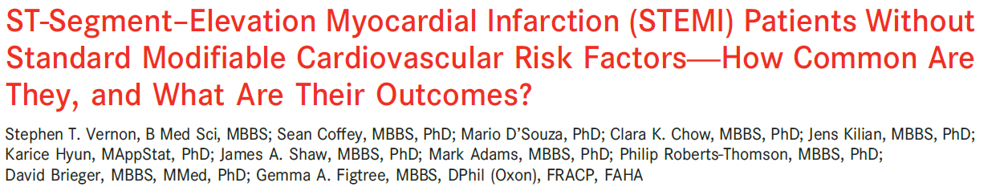 ST-Segment–Elevation Myocardial Infarction (STEMI) Patients Without
Standard Modifiable Cardiovascular Risk Factors—How Common Are
They, and What Are Their Outcomes?
Stephen T. Vernon, B Med Sci, MBBS; Sean Coffey, MBBS, PhD; Mario D’Souza, PhD; Clara K. Chow, MBBS, PhD; Jens Kilian, MBBS, PhD;
Karice Hyun, MAppStat, PhD; James A. Shaw, MBBS, PhD; Mark Adams, MBBS, PhD; Philip Roberts-Thomson, MBBS, PhD;
David Brieger, MBBS, MMed, PhD; Gemma A. Figtree, MBBS, DPhil (Oxon), FRACP, FAHA